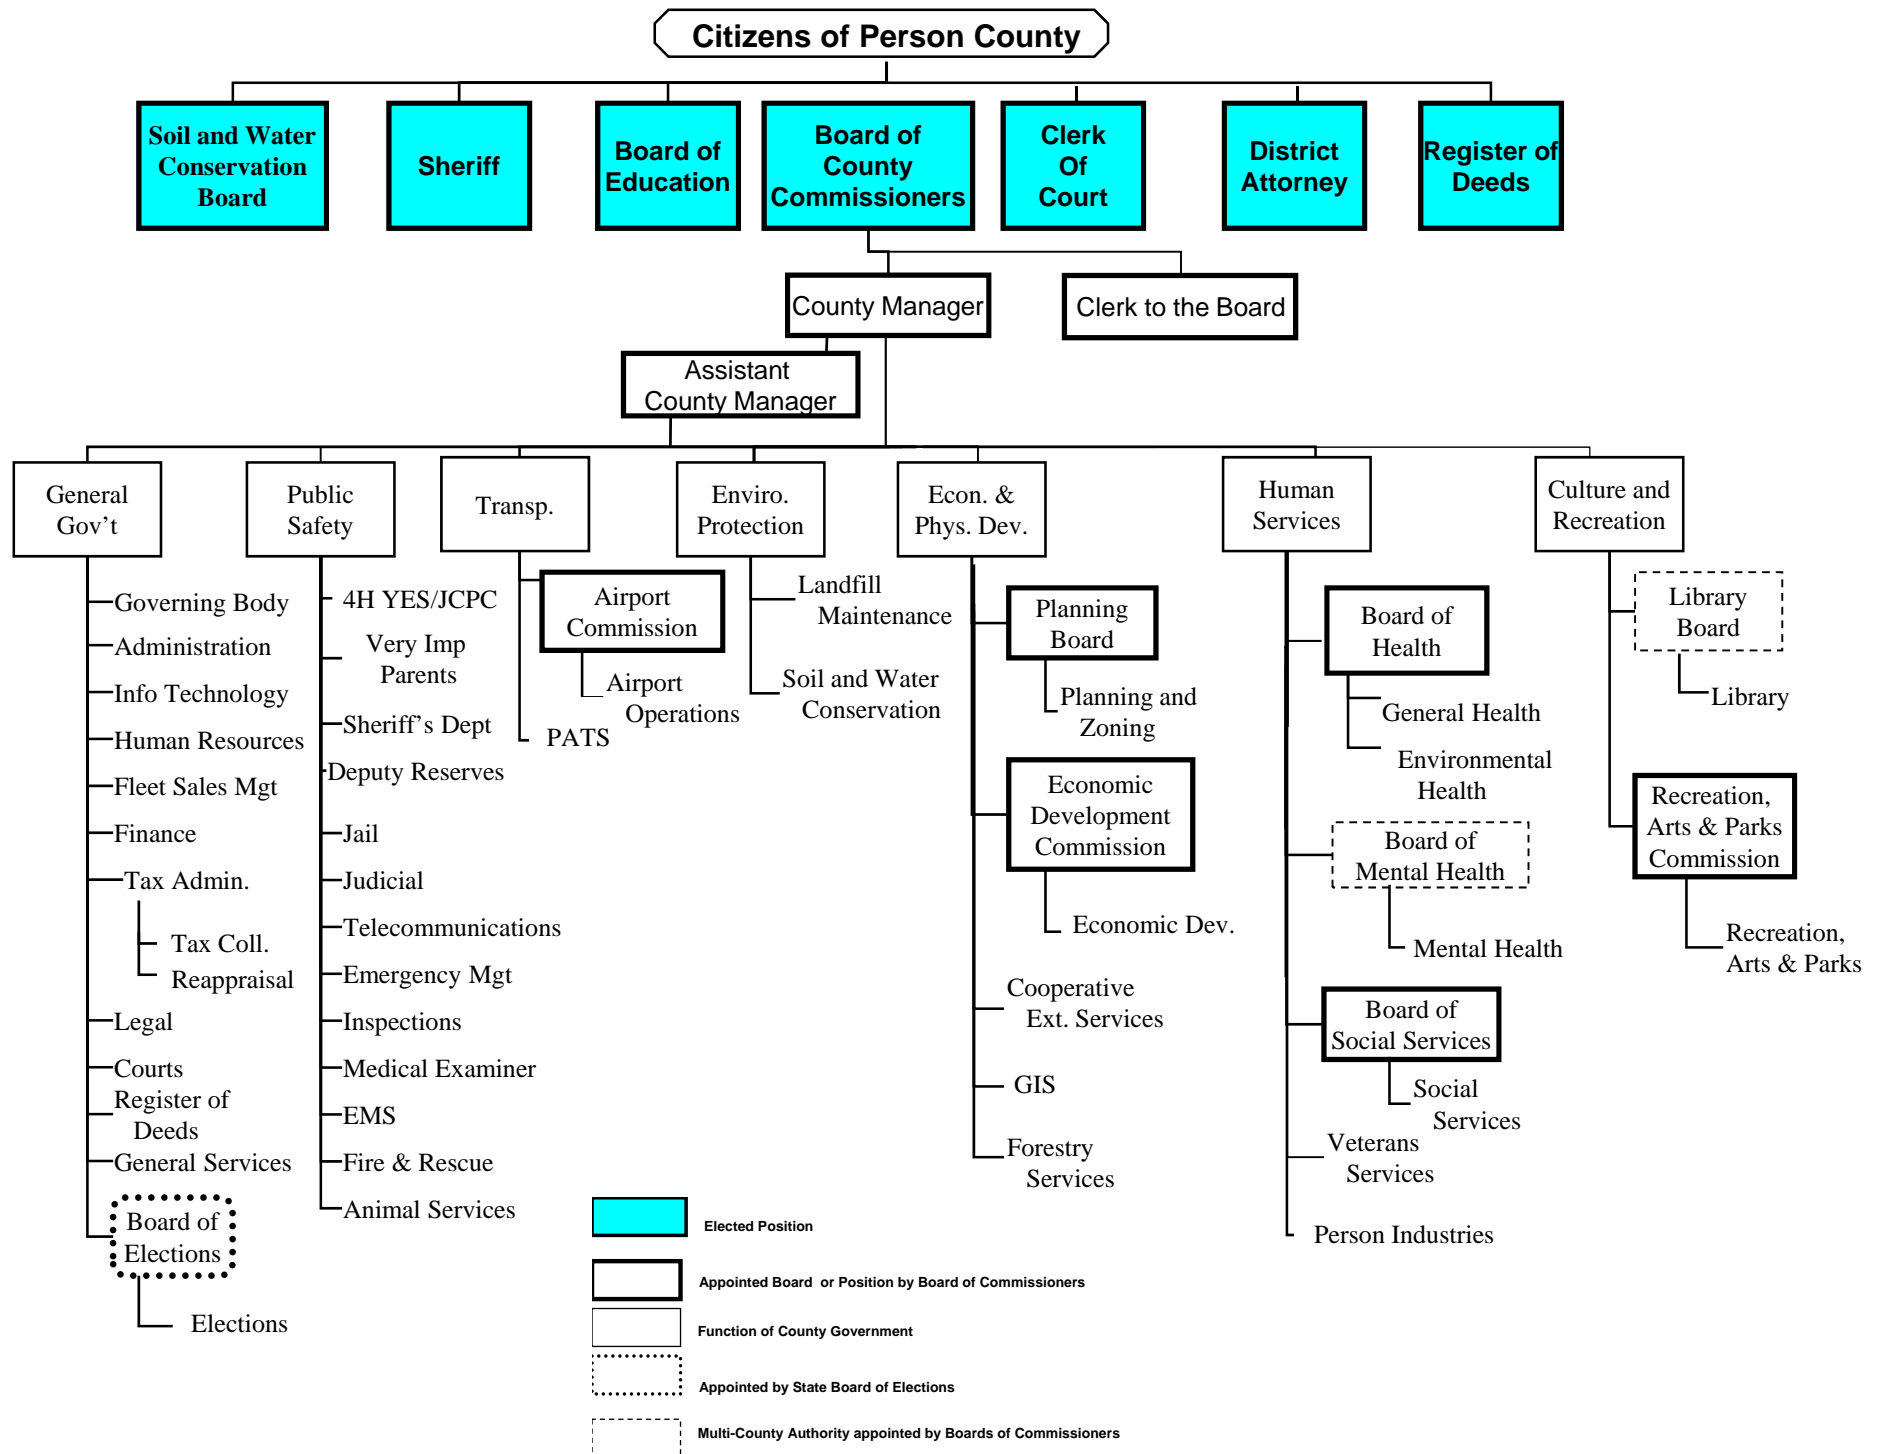 Citizens of Person County
Soil and Water
Conservation
Board
Sheriff
Board of
Education
Board of
County
Commissioners
Clerk
Of
Court
District
Attorney
Register of
Deeds
County Manager
Clerk to the Board
Assistant
County Manager
General
Gov't
Public
Safety
Transp.
Enviro.
Protection
Econ. &
Phys. Dev.
Human
Services
Culture and
Recreation
Governing Body
Administration
Info Technology
Human Resources
Fleet Sales Mgt
Finance
Tax Admin.
Tax Coll.
Reappraisal
Legal
Courts
Register of
Deeds
General Services
Board of
Elections
Elections
4H YES/JCPC
Very Imp
Parents
Sheriff's Dept
Deputy Reserves
Jail
Judicial
Telecommunications
Emergency Mgt
Inspections
Medical Examiner
EMS
Fire & Rescue
Animal Services
Airport
Commission
Airport
Operations
PATS
Landfill
Maintenance
Soil and Water
Conservation
Planning
Board
Planning and
Zoning
Economic
Development
Commission
Economic Dev.
Cooperative
Ext. Services
GIS
Forestry
Services
Board of
Health
General Health
Environmental
Health
Board of
Mental Health
Mental Health
Board of
Social Services
Social
Services
Veterans
Services
Person Industries
Library
Board
Library
Recreation,
Arts & Parks
Commission
Recreation,
Arts & Parks
Elected Position
Appointed Board or Position by Board of Commissioners
Function of County Government
Appointed by State Board of Elections
Multi-County Authority appointed by Boards of Commissioners